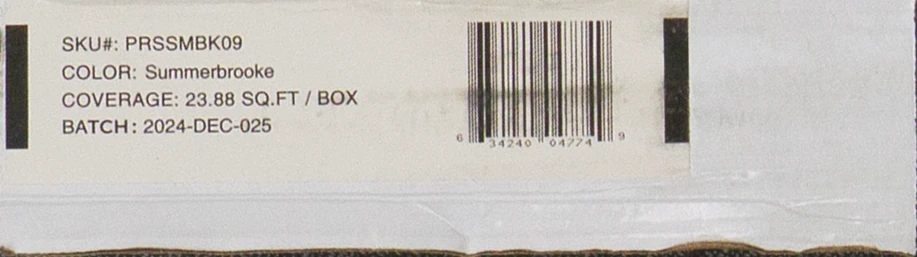 SKU#: PRSSMBK09
COLOR: Summerbrooke
COVERAGE: 23.88 SQ.FT / BOX
BATCH: 2024-DEC-025
6 34240 04774 9